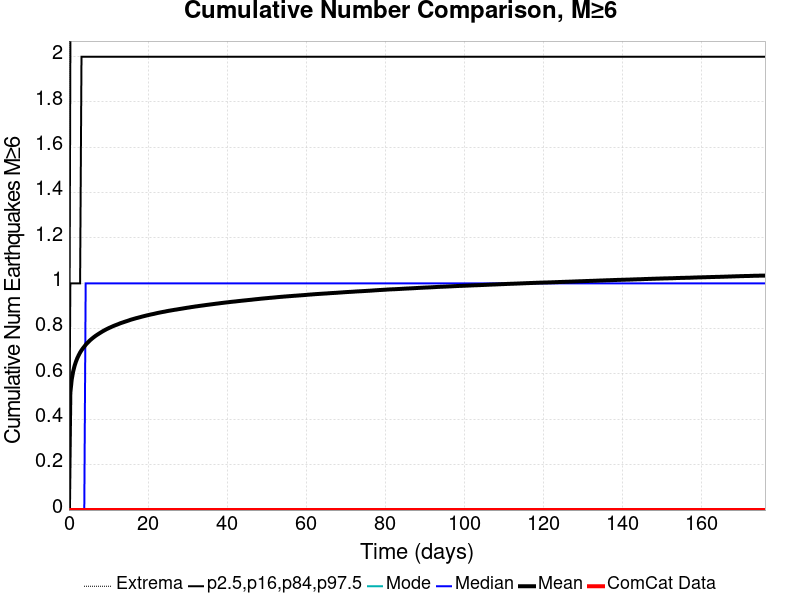 Cumulative Number Comparison, M≥6
Cumulative Num Earthquakes M≥6
2
1.8
1.6
1.4
1.2
1
0.8
0.6
0.4
0.2
0
0 20 40 60 80 100 120 140 160
Time (days)
Extrema p2.5,p16,p84,p97.5 Mode Median Mean ComCat Data